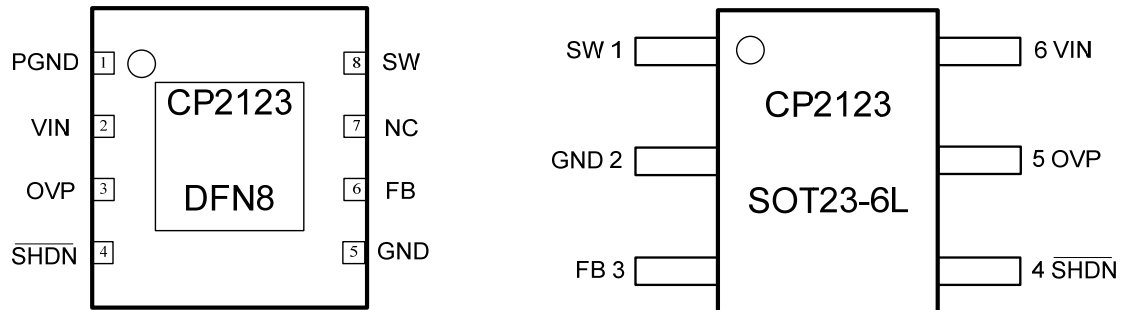 PGND 1
VIN 2
OVP 3
SHDN 4
CP2123
DFN8
8 SW
7 NC
6 FB
5 GND
SW 1
GND 2
FB 3
CP2123
SOT23-6L
6 VIN
5 OVP
4 SHDN